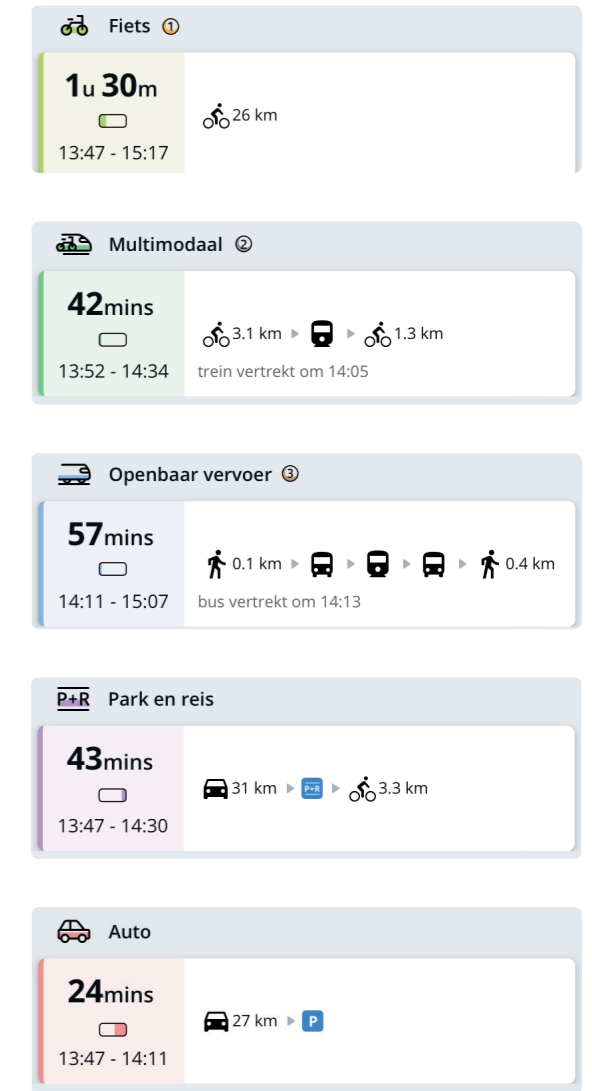 Fiets ①
1u 30m
26 km
13:47 - 15:17
Multimodaal ②
42mins
3.1 km 1.3 km
13:52 - 14:34
trein vertrekt om 14:05
Openbaar vervoer ③
57mins
0.1 km 0.4 km
14:11 - 15:07
bus vertrekt om 14:13
P+R Park en reis
43mins
31 km P+R 3.3 km
13:47 - 14:30
Auto
24mins
27 km P
13:47 - 14:11